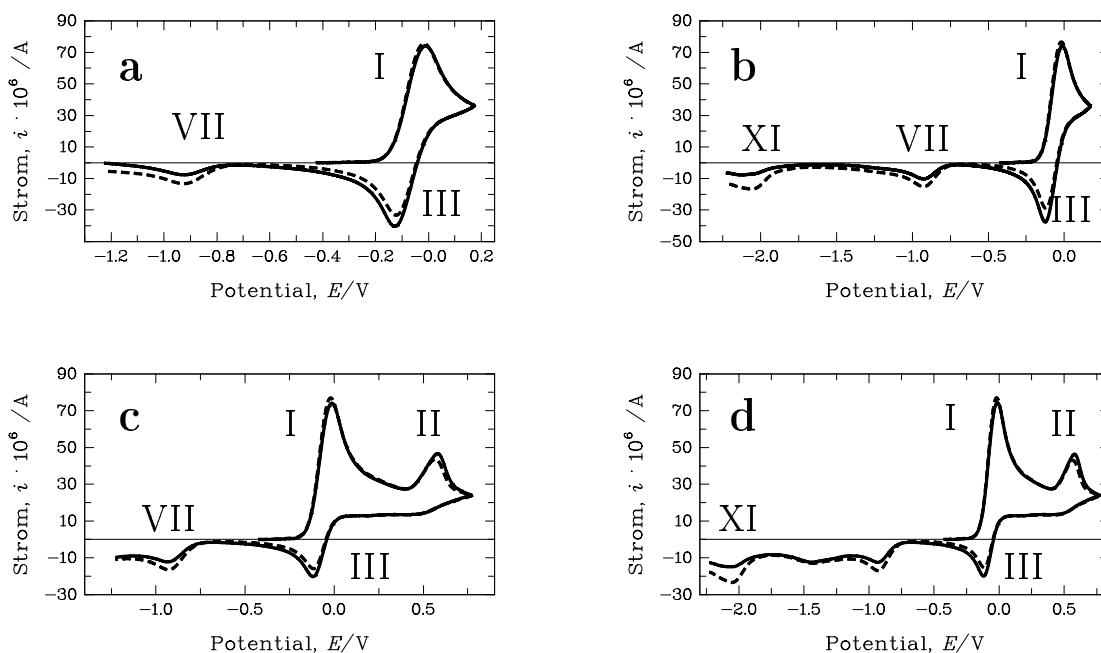 90
70
50
30
10
−10
−30
Strom, i · 10⁶ /A
a
I
VII
III
−1.2 −1.0 −0.8 −0.6 −0.4 −0.2 −0.0 0.2
Potential, E/V
90
70
50
30
10
−10
−30
−50
Strom, i · 10⁶ /A
b
I
XI
VII
III
−2.0 −1.5 −1.0 −0.5 0.0
Potential, E/V
90
70
50
30
10
−10
−30
Strom, i · 10⁶ /A
c
I
II
VII
III
−1.0 −0.5 0.0 0.5
Potential, E/V
90
70
50
30
10
−10
−30
Strom, i · 10⁶ /A
d
I
II
XI
III
−2.0 −1.5 −1.0 −0.5 0.0 0.5
Potential, E/V